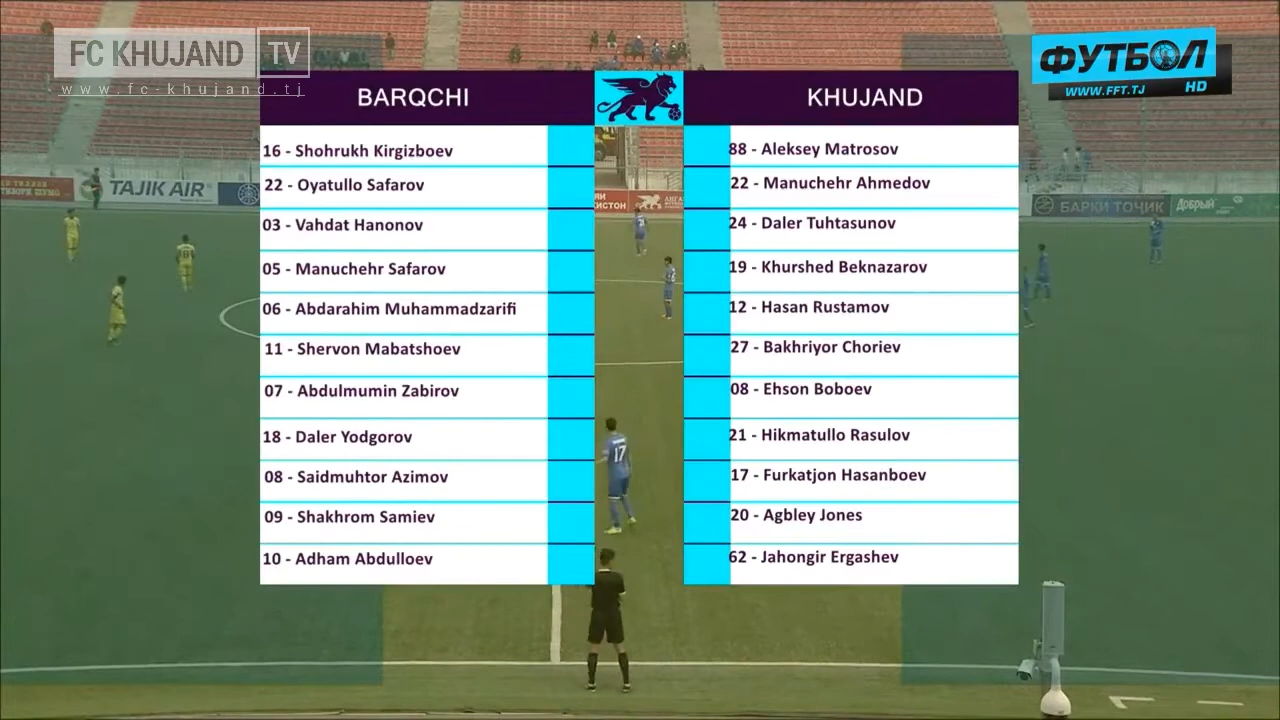 FC KHUJAND TV
www.fc-khujand.tj
ФУТБОЛ
WWW.FFT.TJ HD
BARQCHI
KHUJAND
16 - Shohrukh Kirgizboev
22 - Oyatullo Safarov
03 - Vahdat Hanonov
05 - Manuchehr Safarov
06 - Abdarahim Muhammadzarifi
11 - Shervon Mabatshoev
07 - Abdulmumin Zabirov
18 - Daler Yodgorov
08 - Saidmuhtor Azimov
09 - Shakhrom Samiev
10 - Adham Abdulloev
88 - Aleksey Matrosov
22 - Manuchehr Ahmedov
24 - Daler Tuhtasunov
19 - Khurshed Beknazarov
12 - Hasan Rustamov
27 - Bakhriyor Choriev
08 - Ehson Boboev
21 - Hikmatullo Rasulov
17 - Furkatjon Hasanboev
20 - Agbley Jones
62 - Jahongir Ergashev
TAJIK AIR
БАРКИ ТОҶИК
Добрый
17